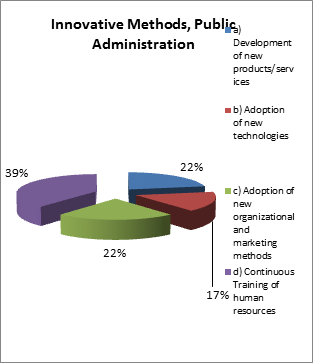 Innovative Methods, Public
Administration
a)
Development
of new
products/serv
ices
b) Adoption
of new
technologies
c) Adoption of
new
organizational
and
marketing
methods
d) Continuous
Training of
human
resources
22%
17%
22%
39%